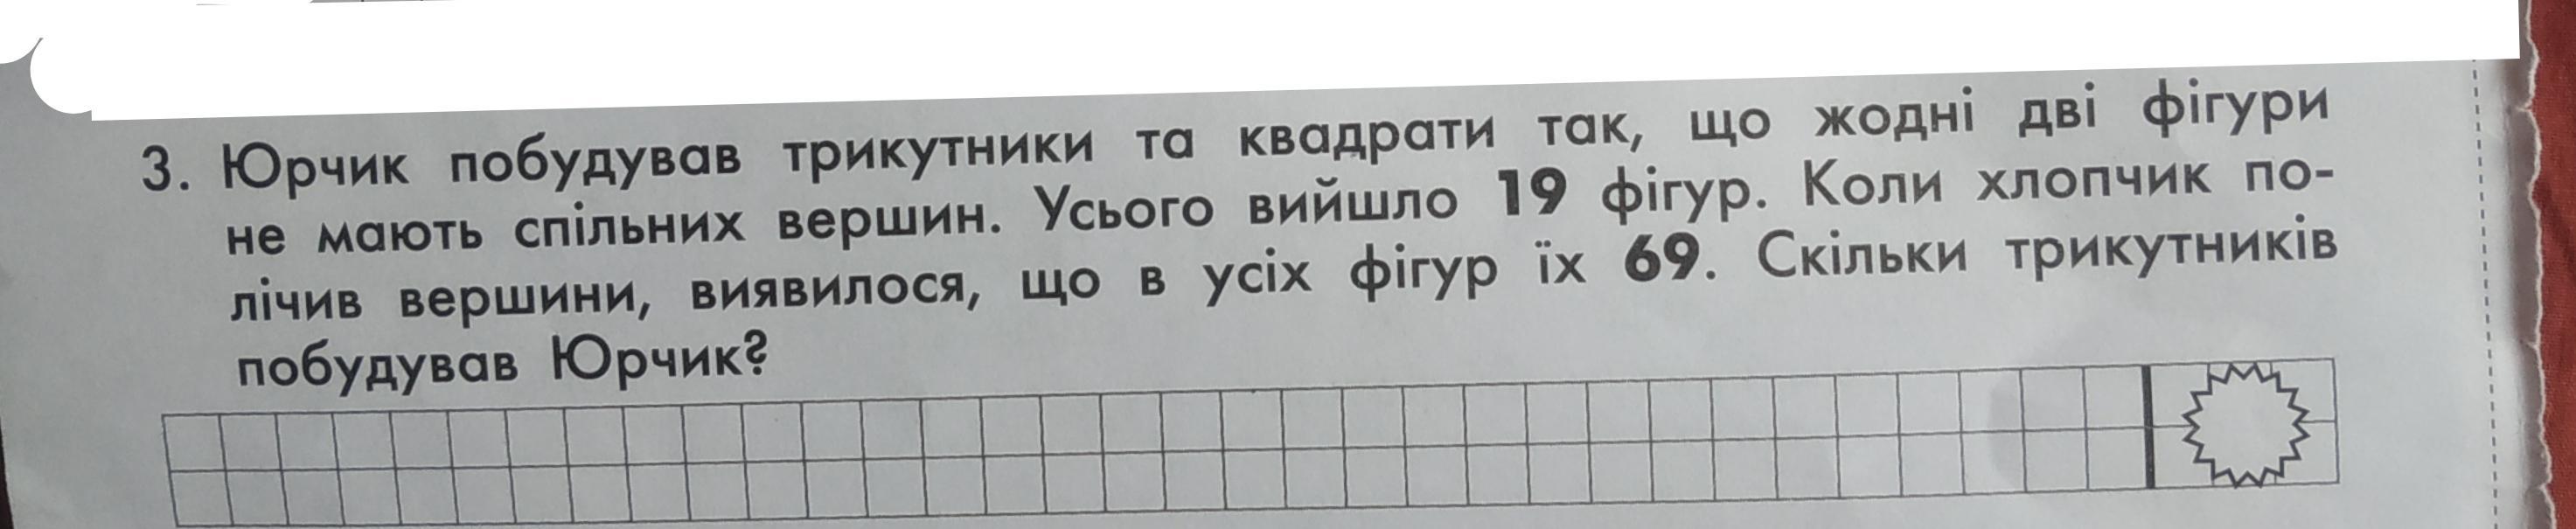 3. Юрчик побудував трикутники та квадрати так, що жодні дві фігури
не мають спільних вершин. Усього вийшло 19 фігур. Коли хлопчик по-
лічив вершини, виявилося, що в усіх фігур їх 69. Скільки трикутників
побудував Юрчик?